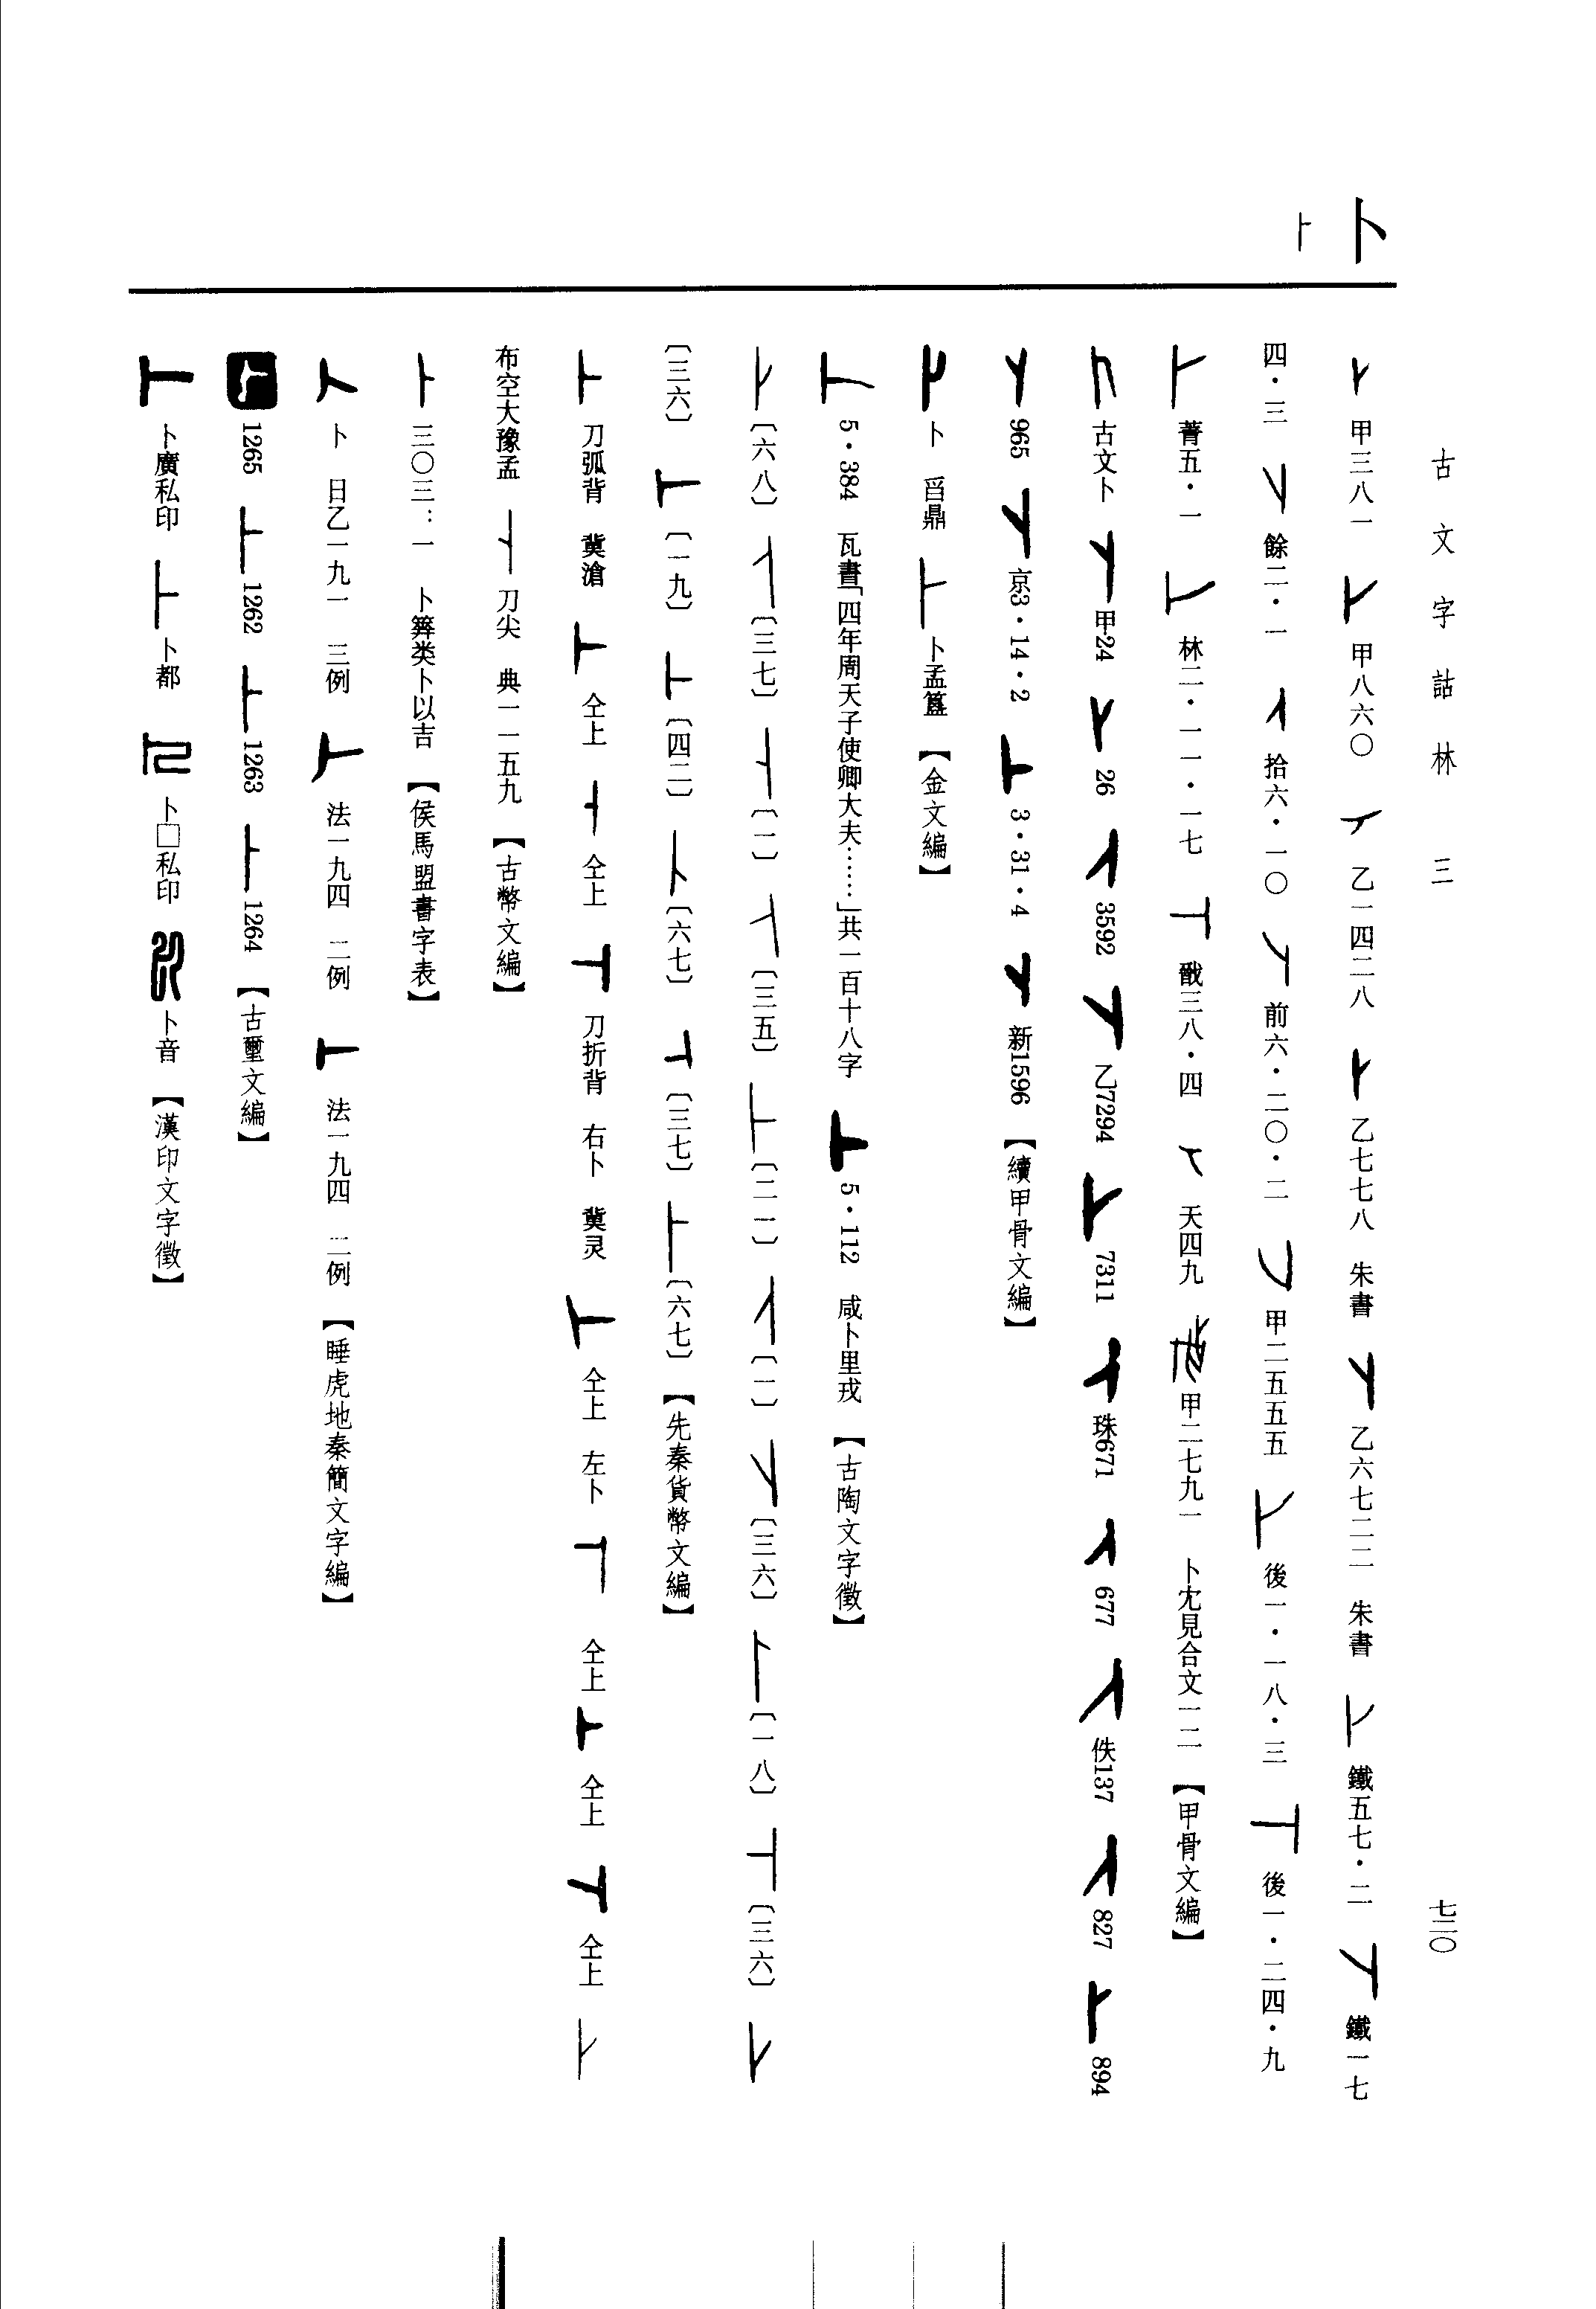 古文字詁林 三
七三〇
卜
甲三八一 甲八六〇 乙一四二八 乙七七八 朱書 乙六七二二 朱書 鐵五七·二 鐵一七
四·三 餘二·一 拾六·一〇 前六·二〇·二 甲二五五五 後一·一八·三 後一·二四·九
菁五·一 林二·一一·一七 戩三八·四 天四九 甲二七九一 卜冘見合文一二 【甲骨文編】
古文卜 甲24 26 3592 乙7294 7311 珠671 677 佚137 827 894
965 京3·14·2 3·31·4 新1596 【續甲骨文編】
卜 曶鼎 卜孟簋 【金文編】
5·384 瓦書「四年周天子使卿大夫……」共一百十八字 5·112 咸卜里戎 【古陶文字徵】
〔六八〕 〔三七〕 〔一〕 〔三五〕 〔二二〕 〔一〕 〔三六〕 〔一八〕 〔三六〕
〔三六〕 〔一九〕 〔四二〕 〔六七〕 〔三七〕 〔六七〕 【先秦貨幣文編】
刀弧背 冀滄 仝上 仝上 刀折背 右卜 冀灵 仝上 左卜 仝上 仝上 仝上
布空大豫孟 刀尖 典一一五九 【古幣文編】
三〇三：一 卜筭类卜以吉 【侯馬盟書字表】
卜 日乙一九一 三例 法一九四 二例 法一九四 二例 【睡虎地秦簡文字編】
1265 1262 1263 1264 【古璽文編】
卜廣私印 卜都 卜□私印 卜音 【漢印文字徵】